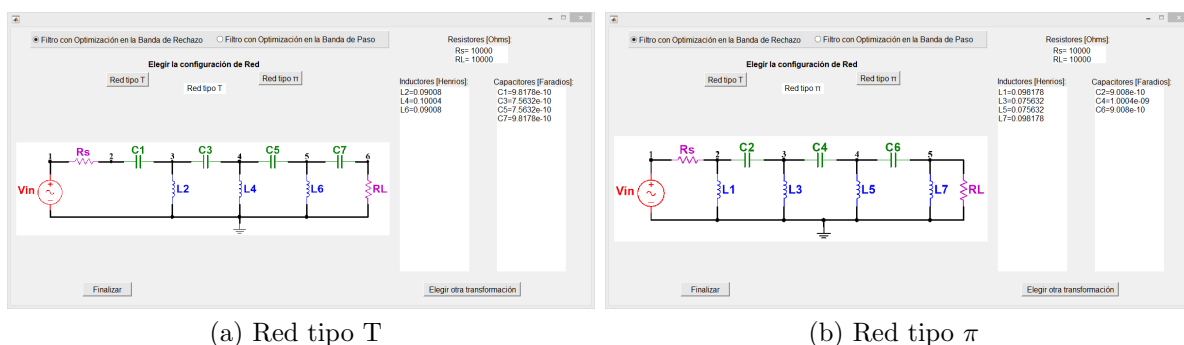 Filtro con Optimización en la Banda de Rechazo Filtro con Optimización en la Banda de Paso
Elegir la configuración de Red
Red tipo T Red tipo π
Red tipo T
Resistores [Ohms]:
Rs= 10000
RL= 10000
Inductores [Henrios]:
L2=0.09008
L4=0.10004
L6=0.09008
Capacitores [Faradios]:
C1=9.8178e-10
C3=7.5632e-10
C5=7.5632e-10
C7=9.8178e-10
1 Rs 2 C1 3 C3 4 C5 5 C7 6
Vin L2 L4 L6 RL
Finalizar
Elegir otra transformación
(a) Red tipo T
Filtro con Optimización en la Banda de Rechazo Filtro con Optimización en la Banda de Paso
Elegir la configuración de Red
Red tipo T Red tipo π
Red tipo π
Resistores [Ohms]:
Rs= 10000
RL= 10000
Inductores [Henrios]:
L1=0.098178
L3=0.075632
L5=0.075632
L7=0.098178
Capacitores [Faradios]:
C2=9.008e-10
C4=1.0004e-09
C6=9.008e-10
1 Rs 2 C2 3 C4 4 C6 5
Vin L1 L3 L5 L7 RL
Finalizar
Elegir otra transformación
(b) Red tipo π